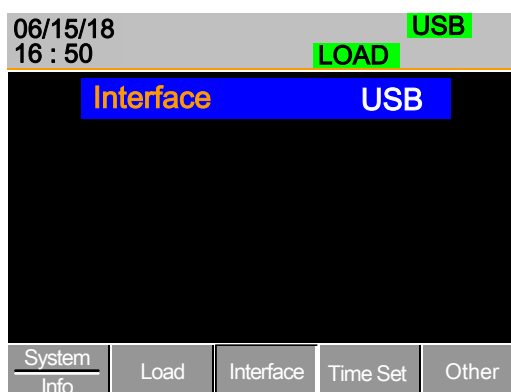 06/15/18 USB
16 : 50 LOAD
Interface USB
System Load Interface Time Set Other
Info